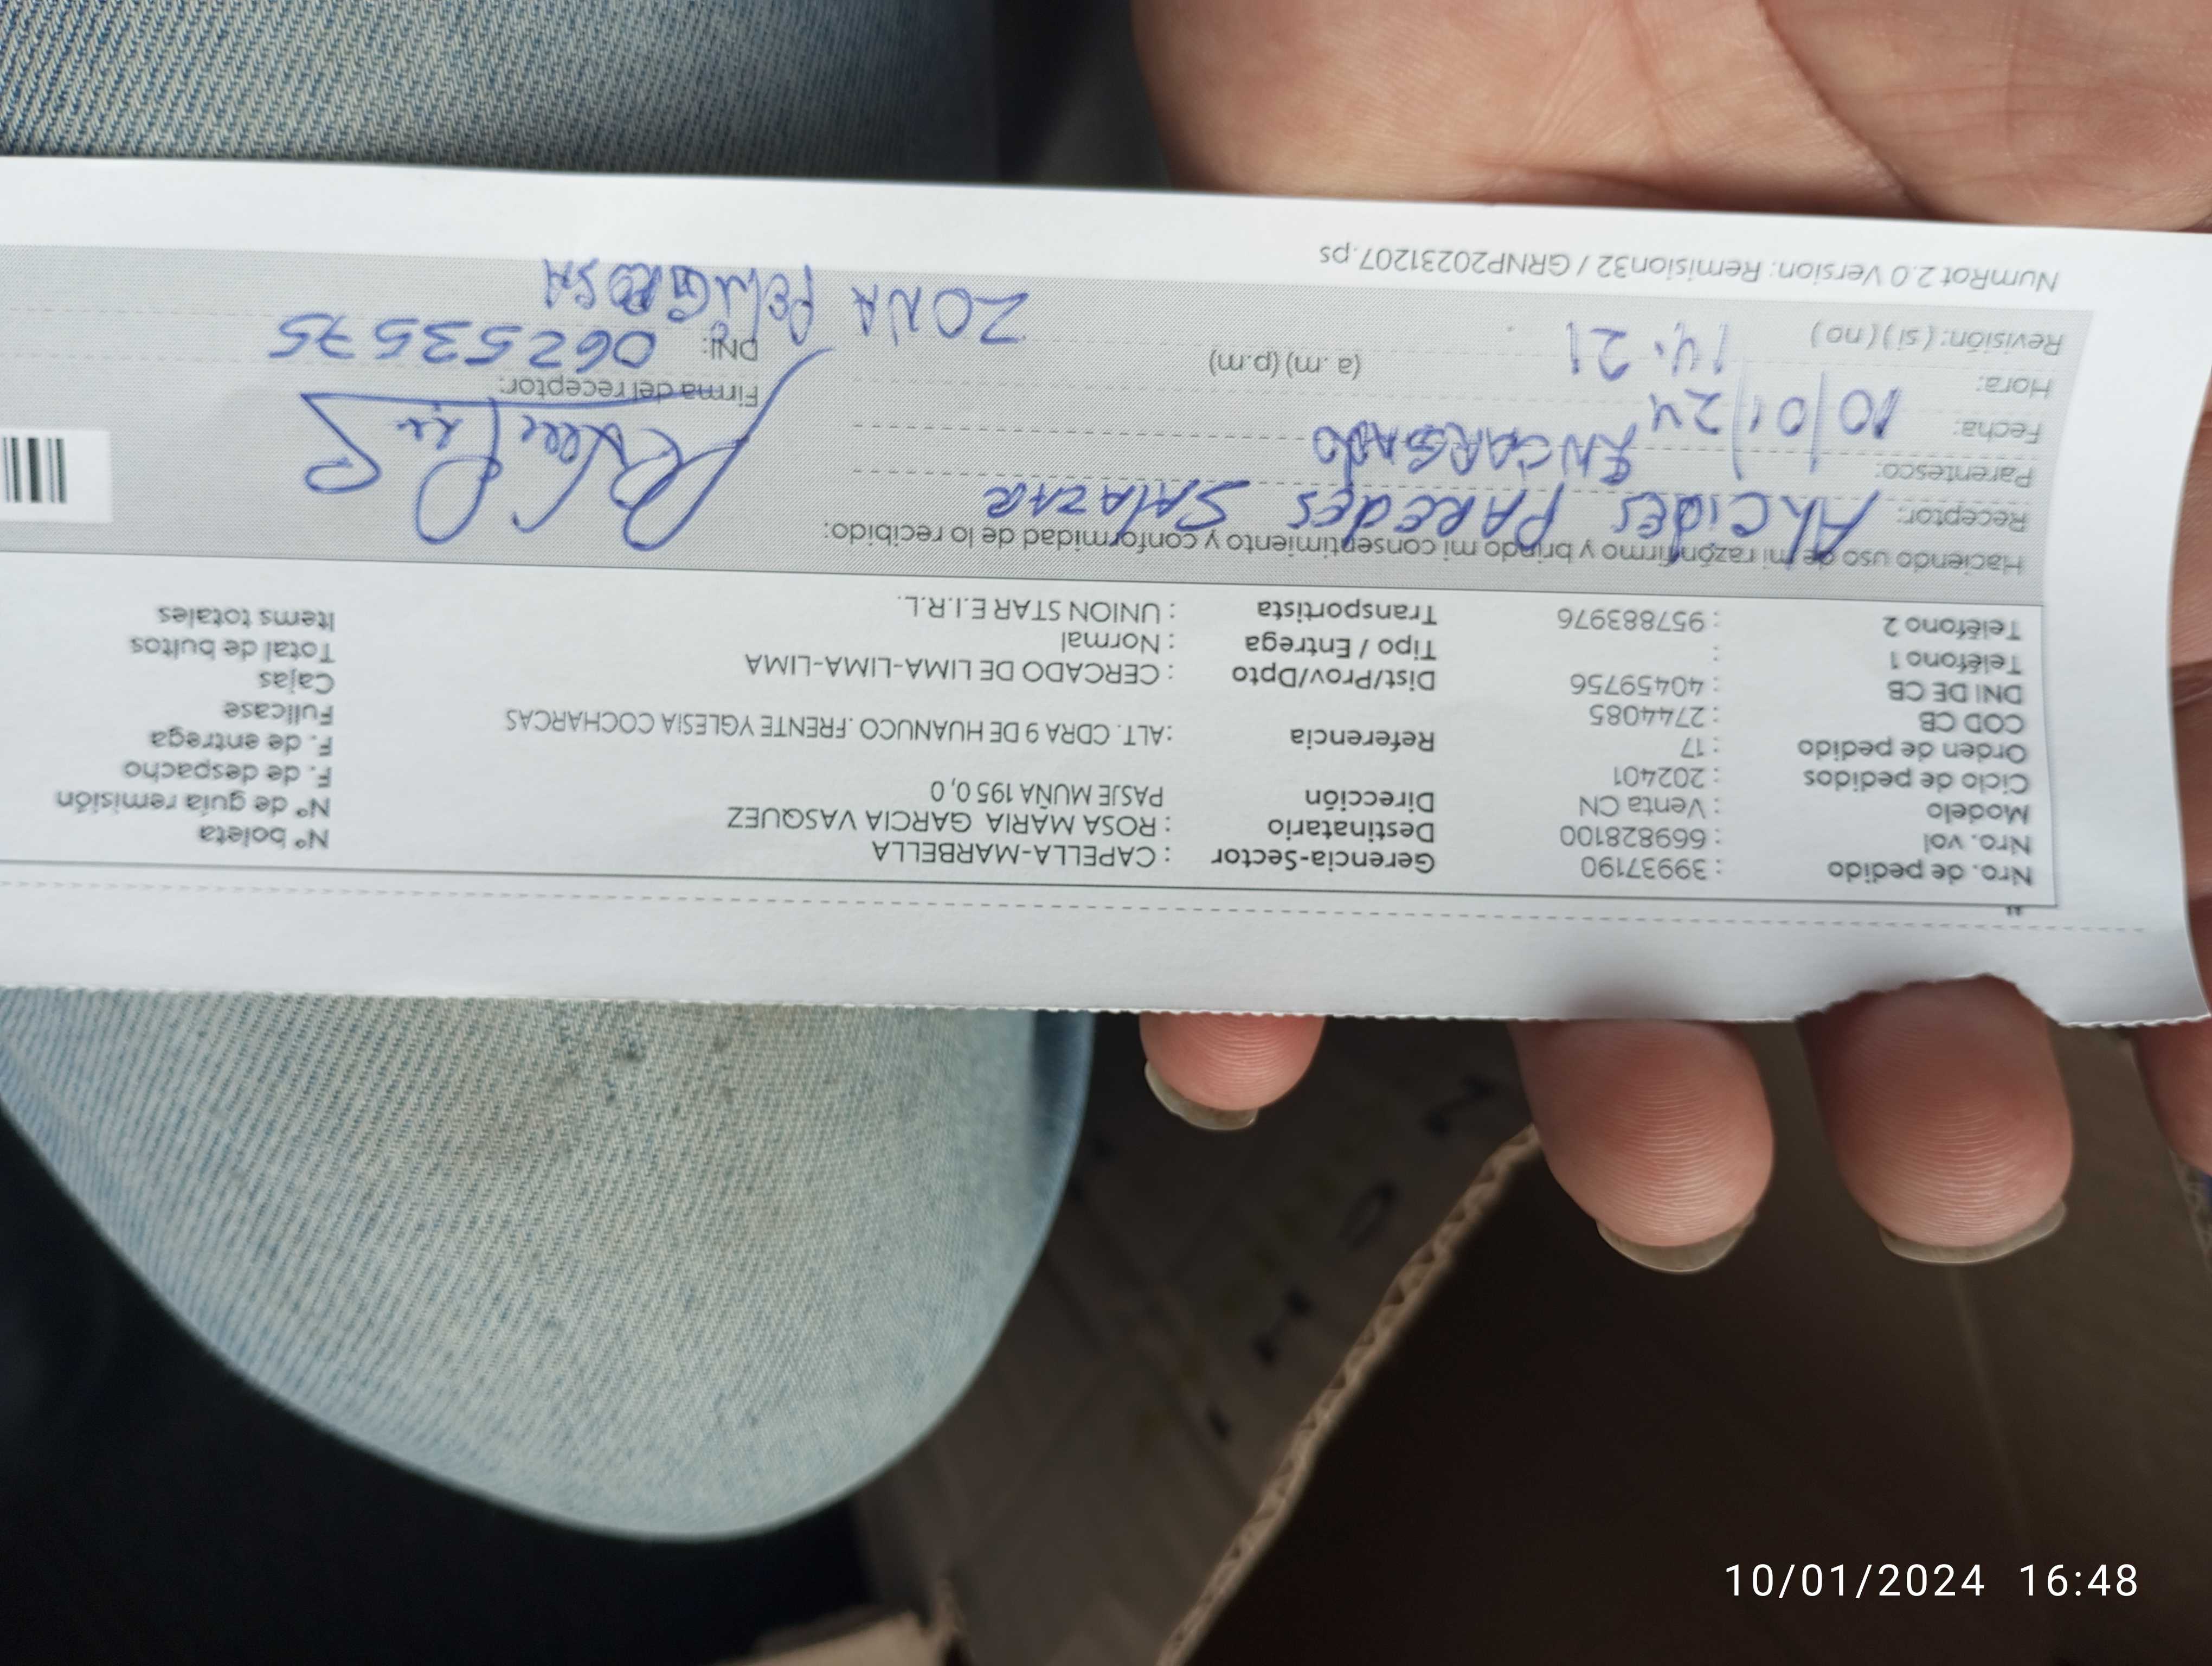 Nro. de pedido : 39937190 Gerencia-Sector : CAPELLA-MARBELLA Nº boleta
Nro. vol : 669828100 Destinatario : ROSA MARIA GARCIA VASQUEZ Nº de guía remisión
Modelo : Venta CN Dirección PASJE MUÑA 195 0,0 F. de despacho
Ciclo de pedidos : 202401 F. de entrega
Orden de pedido : 17 Referencia :ALT. CDRA 9 DE HUANUCO .FRENTE YGLESIA COCHARCAS Fullcase
COD CB : 2744085 Cajas
DNI DE CB : 40459756 Dist/Prov/Dpto : CERCADO DE LIMA-LIMA-LIMA Total de bultos
Teléfono 1 : Tipo / Entrega : Normal Items totales
Teléfono 2 : 957883976 Transportista : UNION STAR E.I.R.L.
Haciendo uso de mi razón firmo y brindo mi consentimiento y conformidad de lo recibido:
Receptor: ALCIDES PAREDES SALAZAR
Parentesco: ENCARGADO
Fecha: 10/01/24 Firma del receptor:
Hora: 14.21 (a .m) (p.m) DNI: 06253575
Revisión: ( si ) ( no ) ZONA PELIGROSA
NumRot 2.0 Version: Remision32 / GRNP20231207.ps
10/01/2024 16:48